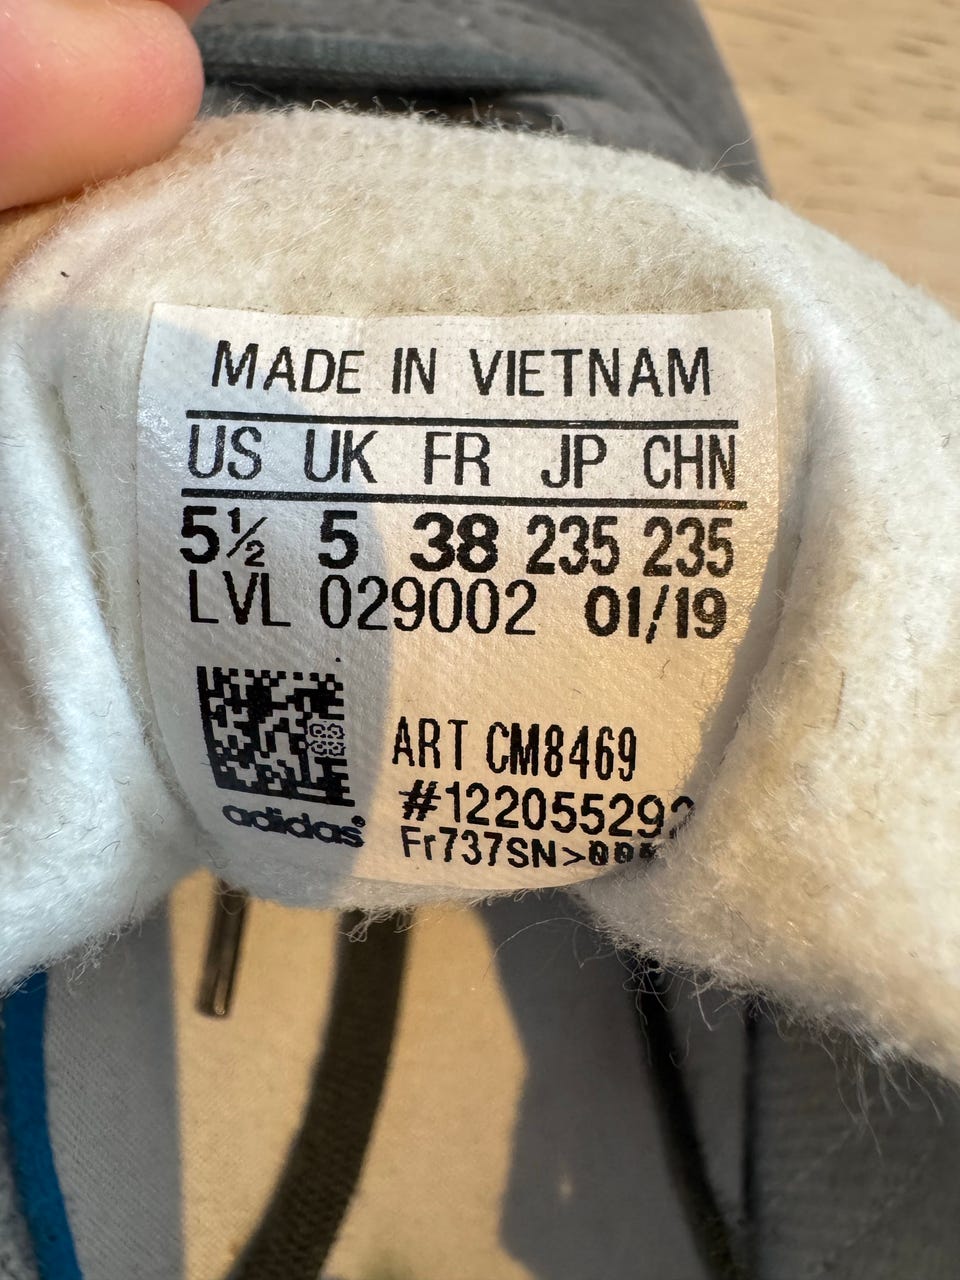 MADE IN VIETNAM
US UK FR JP CHN
5½ 5 38 235 235
LVL 029002 01/19
ART CM8469
adidas®